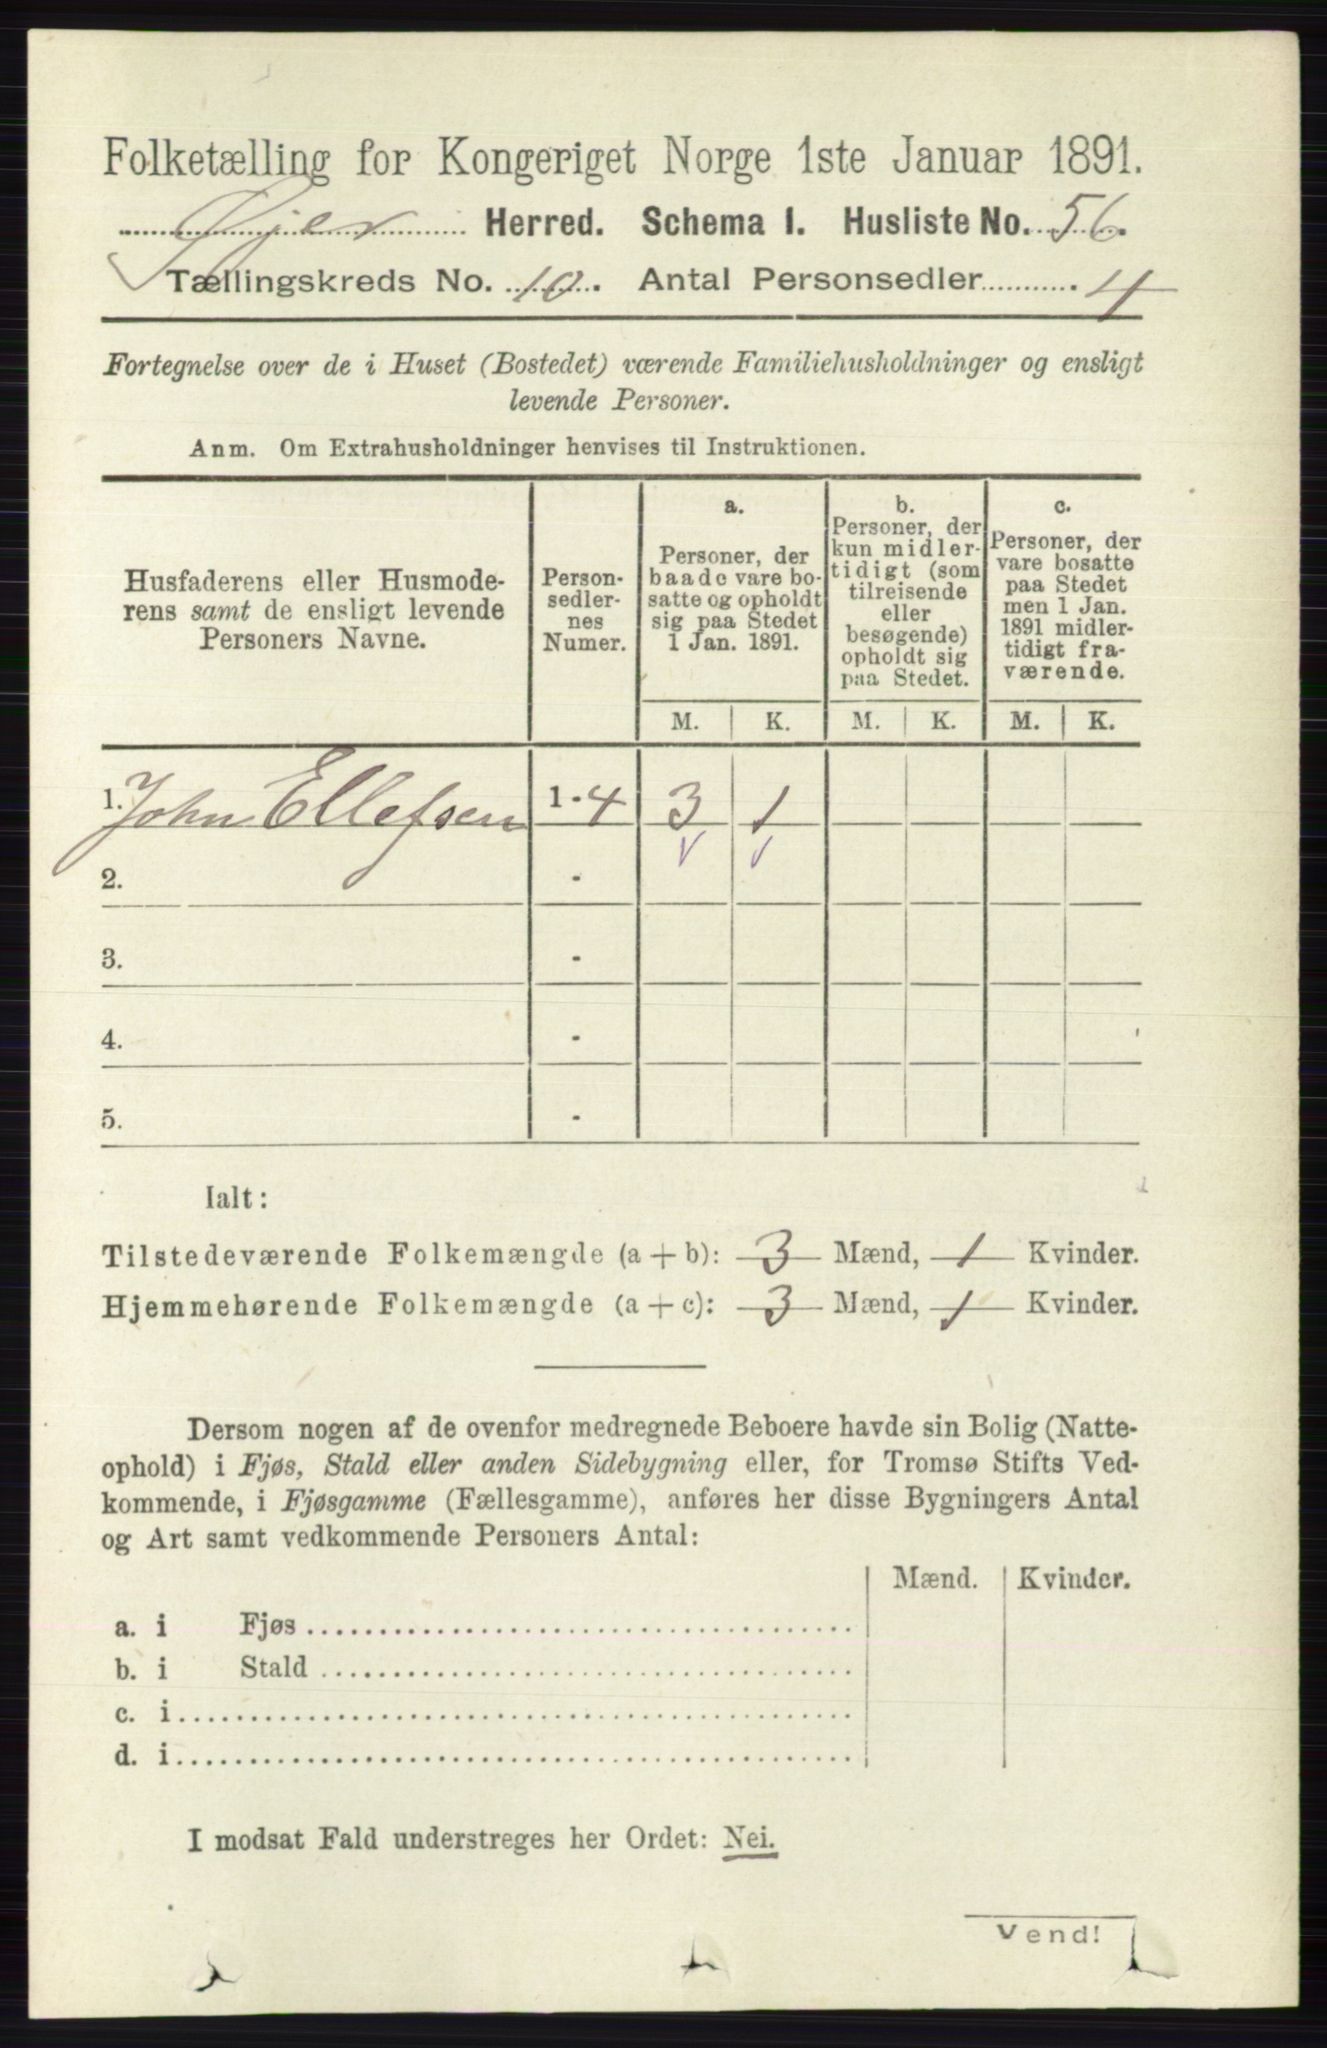 Folketælling for Kongeriget Norge 1ste Januar 1891.
Herred. Schema I. Husliste No. 56.
Tællingskreds No. 10. Antal Personsedler 4
Fortegnelse over de i Huset (Bostedet) værende Familiehusholdninger og ensligt
levende Personer.
Anm. Om Extrahusholdninger henvises til Instruktionen.
Husfaderens eller Husmode-
rens samt de ensligt levende
Personers Navne.
Person-
sedler-
nes
Numer.
a.
Personer, der
baade vare bo-
satte og opholdt
sig paa Stedet
1 Jan. 1891.
b.
Personer, der
kun midler-
tidigt (som
tilreisende
eller
besøgende)
opholdt sig
paa Stedet.
c.
Personer, der
vare bosatte
paa Stedet
men 1 Jan.
1891 midler-
tidigt fra-
værende.
M. K. M. K. M. K.
1. John Ellefsen 1-4 3 1
2. -
3. -
4. -
5. -
Ialt:
Tilstedeværende Folkemængde (a + b): 3 Mænd, 1 Kvinder.
Hjemmehørende Folkemængde (a + c): 3 Mænd, 1 Kvinder.
Dersom nogen af de ovenfor medregnede Beboere havde sin Bolig (Natte-
ophold) i Fjøs, Stald eller anden Sidebygning eller, for Tromsø Stifts Ved-
kommende, i Fjøsgamme (Fællesgamme), anføres her disse Bygningers Antal
og Art samt vedkommende Personers Antal:
Mænd. Kvinder.
a. i Fjøs
b. i Stald
c. i
d. i
I modsat Fald understreges her Ordet: Nei.
Vend!